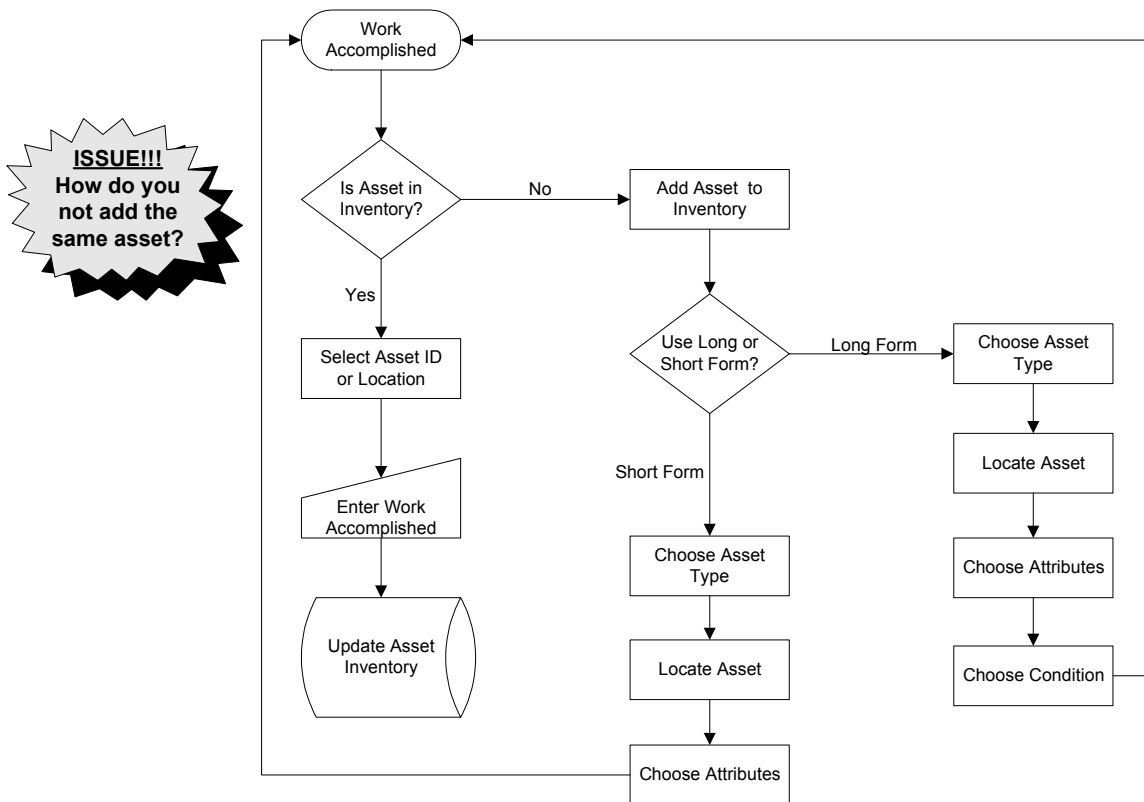 Work
Accomplished
ISSUE!!!
How do you
not add the
same asset?
Is Asset in
Inventory?
No
Add Asset to
Inventory
Yes
Select Asset ID
or Location
Use Long or
Short Form?
Long Form
Choose Asset
Type
Locate Asset
Short Form
Enter Work
Accomplished
Choose Asset
Type
Choose Attributes
Update Asset
Inventory
Locate Asset
Choose Condition
Choose Attributes